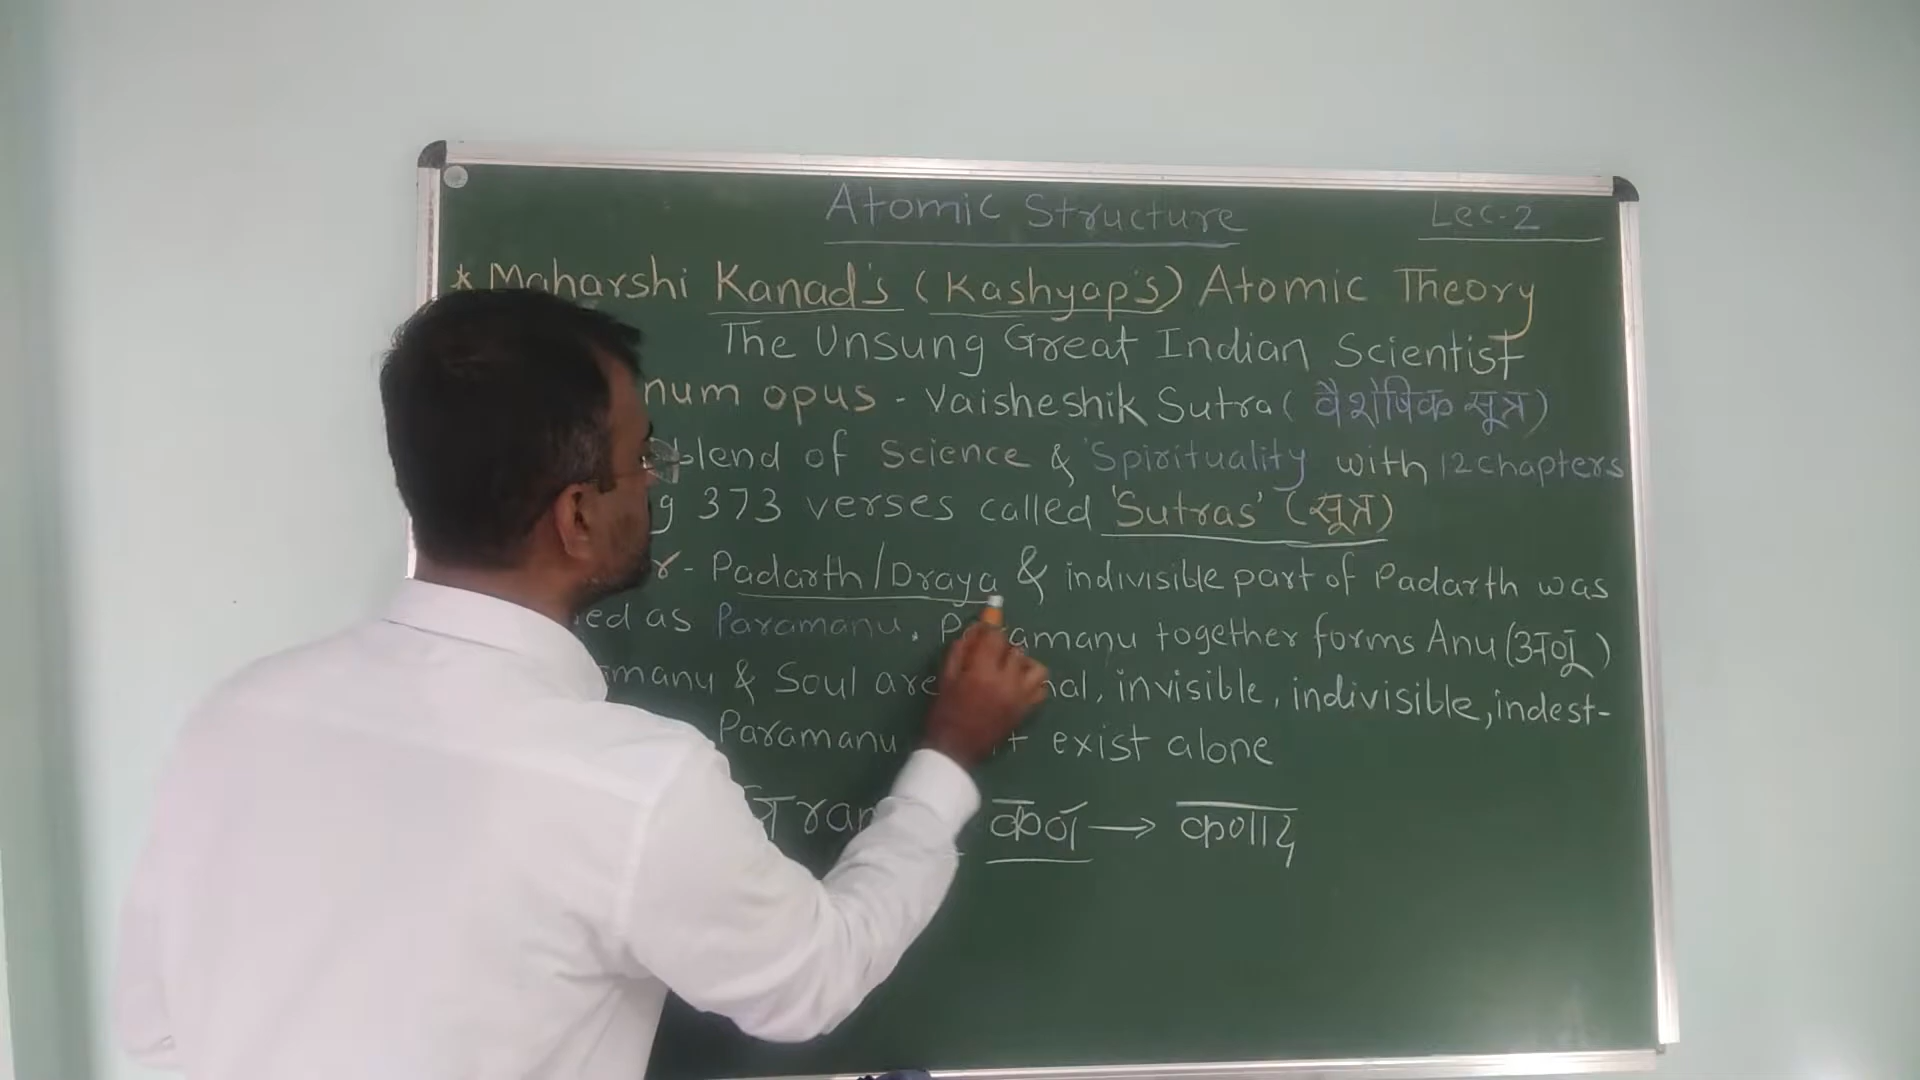 Atomic Structure Lec-2
* Maharshi Kanad's (Kashyap's) Atomic Theory
The Unsung Great Indian Scientist
num opus - Vaisheshik Sutra ( वैशेषिक सूत्र )
blend of Science & Spirituality with 12 chapters
g 373 verses called 'Sutras' (सूत्र)
r - Padarth/Draya & indivisible part of Padarth was
ed as Paramanu. Paramanu together forms Anu (अणु)
manu & Soul are nal, invisible, indivisible, indest-
Paramanu exist alone
कण → कणाद